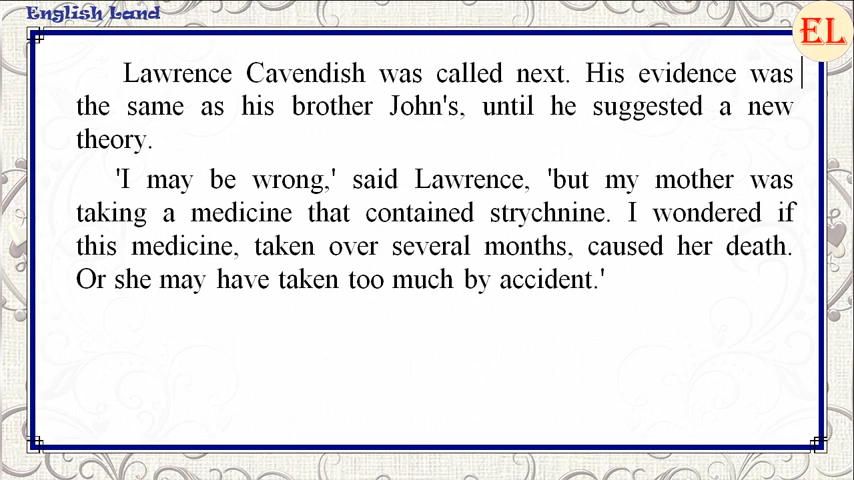 English Land
EL
Lawrence Cavendish was called next. His evidence was
the same as his brother John's, until he suggested a new
theory.
'I may be wrong,' said Lawrence, 'but my mother was
taking a medicine that contained strychnine. I wondered if
this medicine, taken over several months, caused her death.
Or she may have taken too much by accident.'